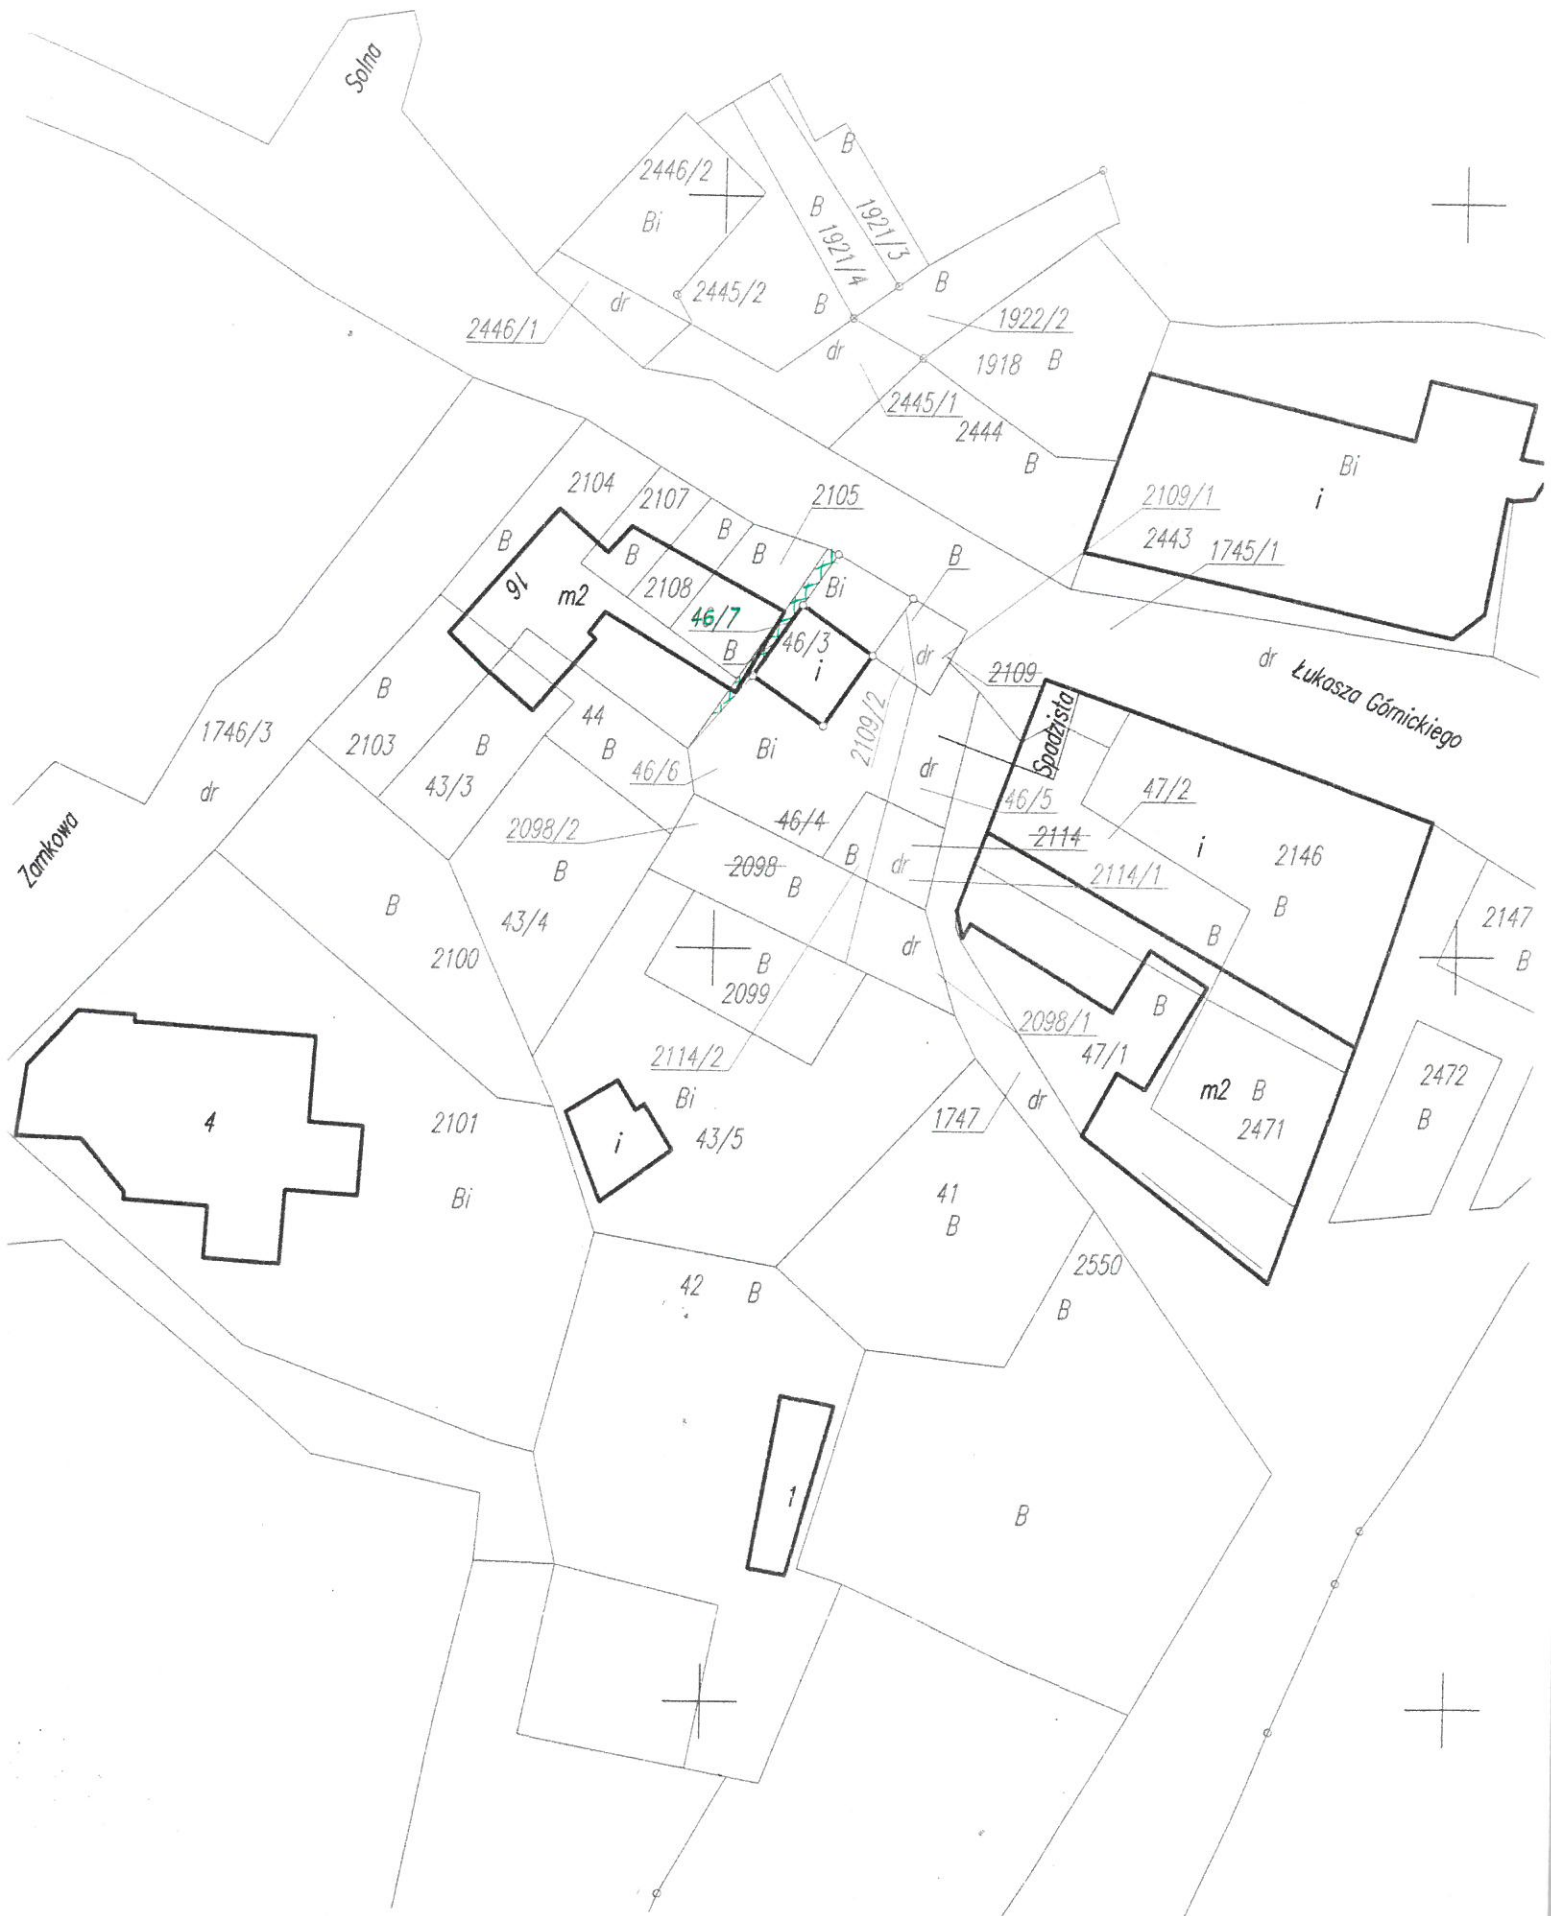 Solna
2446/2
Bi
B
B
1921/3
1921/4
2446/1
dr
2445/2
B
B
1922/2
dr
1918 B
2445/1
2444
B
Bi
i
2109/1
2443
1745/1
2104
2107
2105
B
B
B
B
B
16
m2
2108
Bi
46/7
B
46/3
i
dr
2109
2109/2
dr
Łukasza Górnickiego
Spadzista
B
2103
44
B
B
43/3
46/6
Bi
1746/3
dr
dr
46/5
47/2
Zamkowa
2098/2
46/4
2114
B
2098
B
dr
2114/1
i
2146
B
B
B
B
43/4
2100
dr
2147
B
B
2099
2098/1
B
47/1
2114/2
Bi
m2 B
2471
2472
B
4
2101
i
43/5
1747
dr
Bi
41
B
42
B
2550
B
1
B